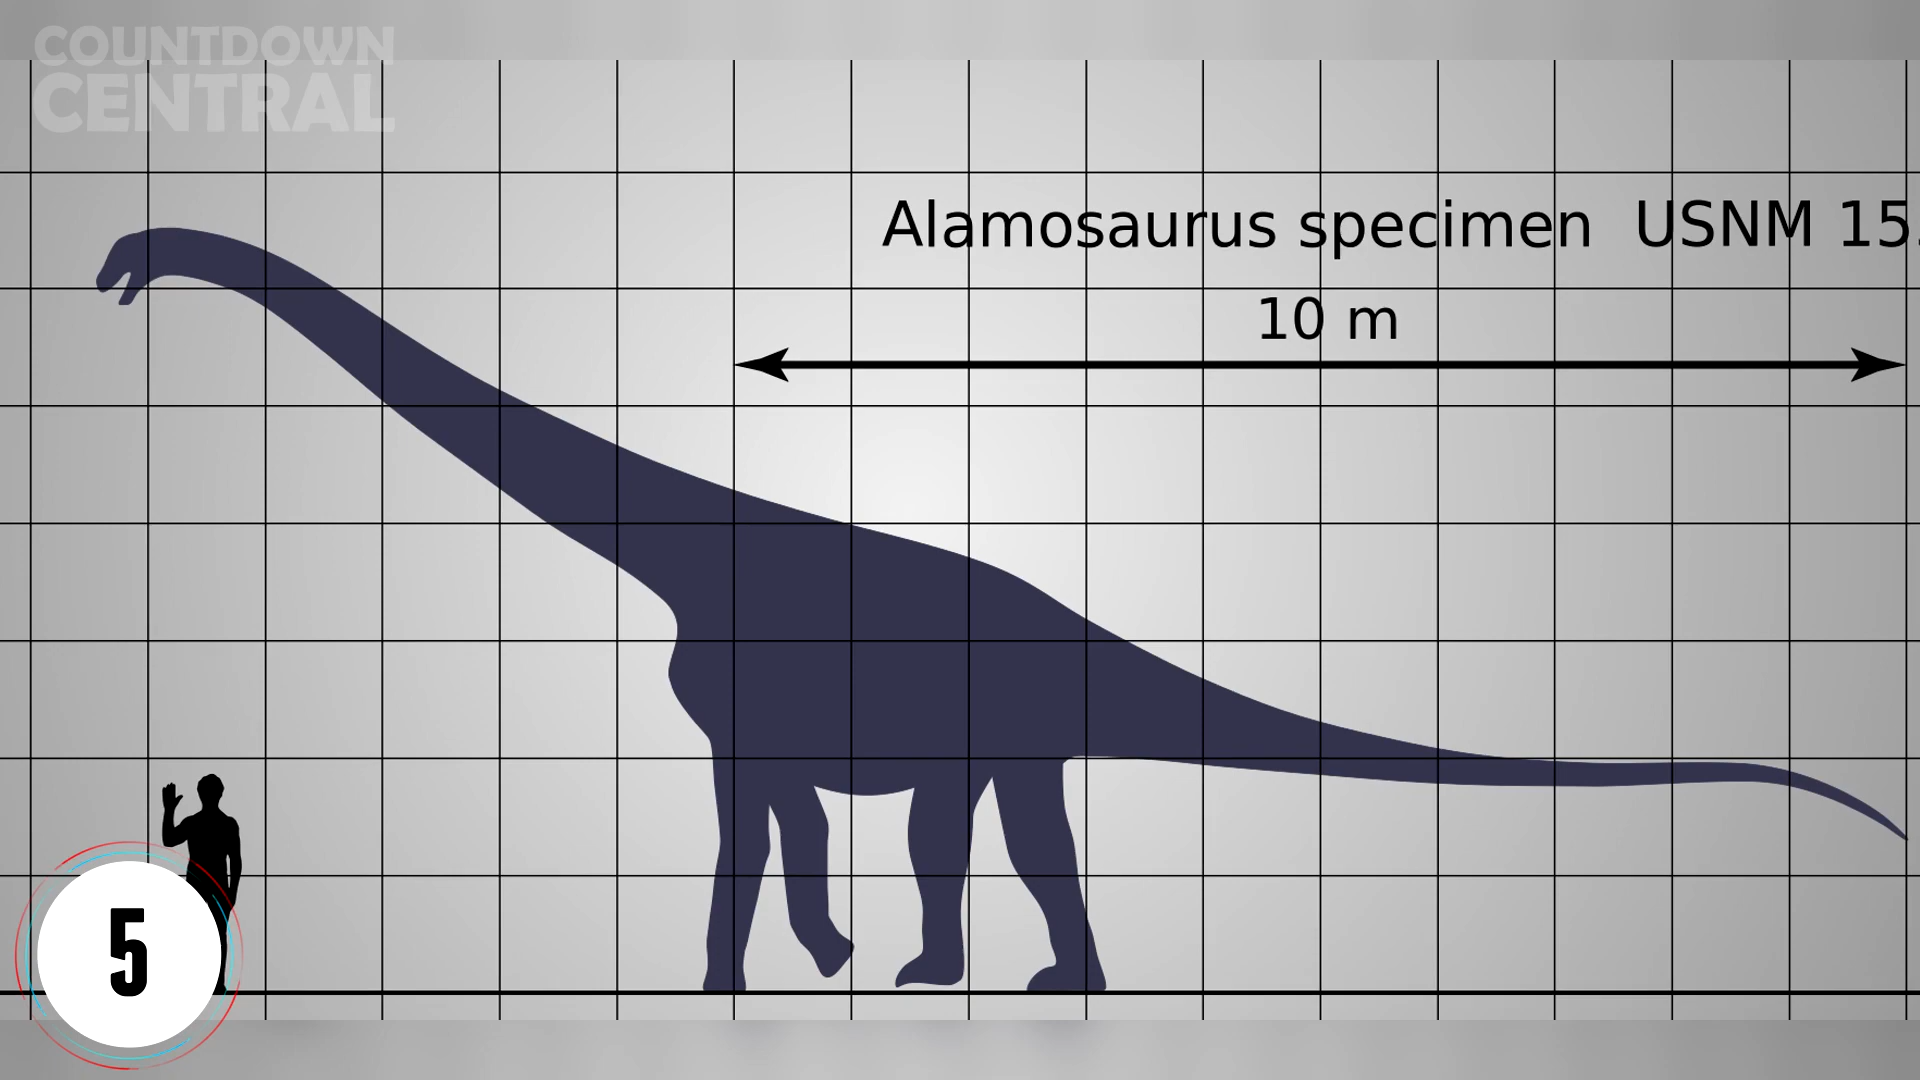 COUNTDOWN
CENTRAL
Alamosaurus specimen USNM 15
10 m
5